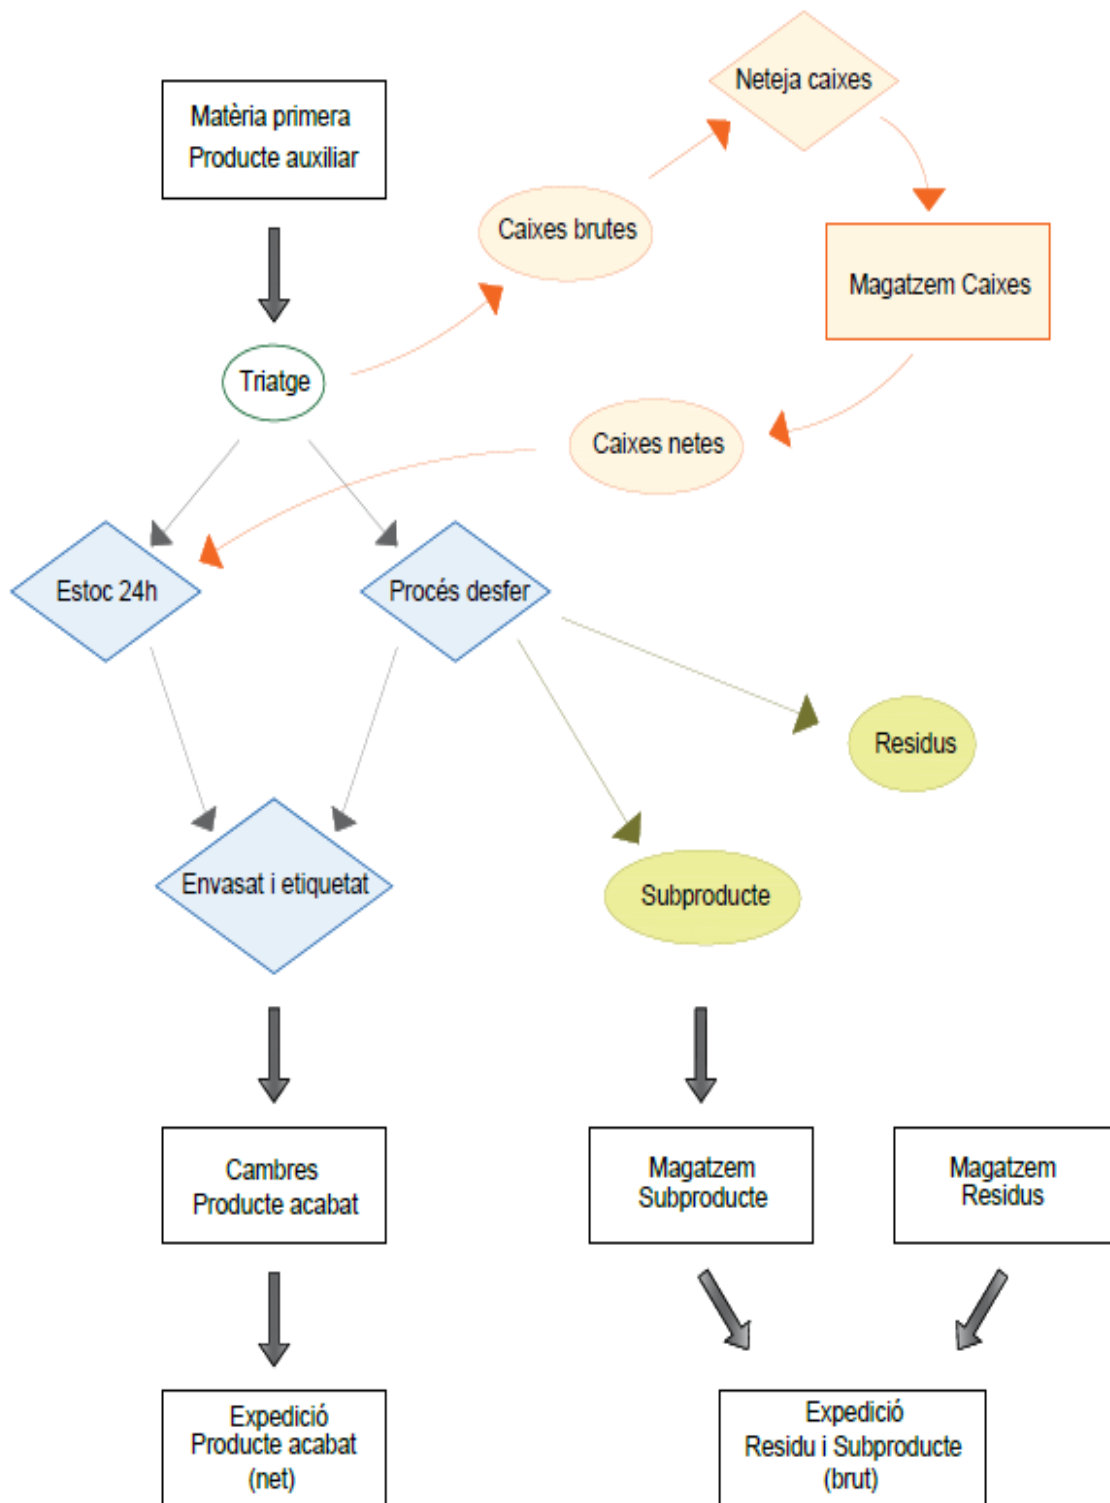 Neteja caixes
Matèria primera
Producte auxiliar
Caixes brutes
Magatzem Caixes
Triatge
Caixes netes
Estoc 24h
Procés desfer
Residus
Envasat i etiquetat
Subproducte
Cambres
Producte acabat
Magatzem
Subproducte
Magatzem
Residus
Expedició
Producte acabat
(net)
Expedició
Residu i Subproducte
(brut)